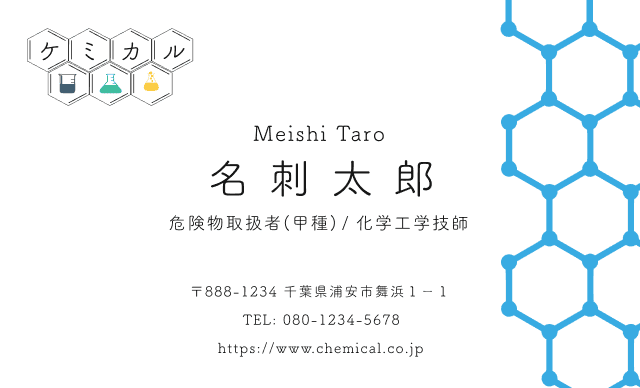 ケミカル
Meishi Taro
名刺太郎
危険物取扱者(甲種) / 化学工学技師
〒888-1234 千葉県浦安市舞浜１－１
TEL: 080-1234-5678
https://www.chemical.co.jp